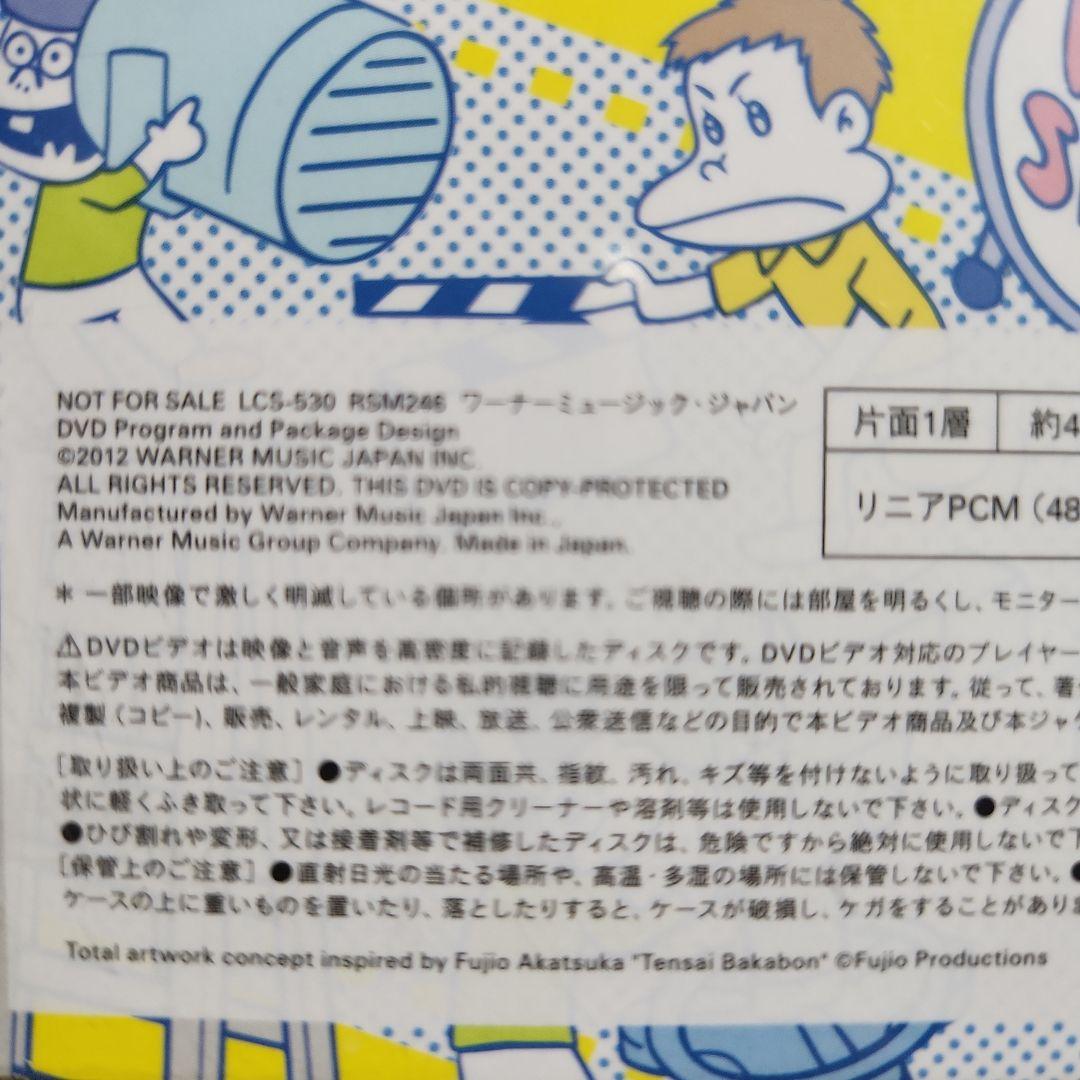 NOT FOR SALE LCS-530 RSM246 ワーナーミュージック・ジャパン
DVD Program and Package Design
©2012 WARNER MUSIC JAPAN INC.
ALL RIGHTS RESERVED. THIS DVD IS COPY-PROTECTED
Manufactured by Warner Music Japan Inc.,
A Warner Music Group Company. Made in Japan.
片面1層 約4
リニアPCM（48
＊一部映像で激しく明滅している個所があります。ご視聴の際には部屋を明るくし、モニター
⚠DVDビデオは映像と音声を高密度に記録したディスクです。DVDビデオ対応のプレイヤー
本ビデオ商品は、一般家庭における私的視聴に用途を限って販売されております。従って、著
複製（コピー）、販売、レンタル、上映、放送、公衆送信などの目的で本ビデオ商品及び本ジャ
［取り扱い上のご注意］●ディスクは両面共、指紋、汚れ、キズ等を付けないように取り扱って
状に軽くふき取って下さい。レコード用クリーナーや溶剤等は使用しないで下さい。●ディスク
●ひび割れや変形、又は接着剤等で補修したディスクは、危険ですから絶対に使用しないで下
［保管上のご注意］●直射日光の当たる場所や、高温・多湿の場所には保管しないで下さい。●
ケースの上に重いものを置いたり、落としたりすると、ケースが破損し、ケガをすることがあり
Total artwork concept inspired by Fujio Akatsuka "Tensai Bakabon" ©Fujio Productions